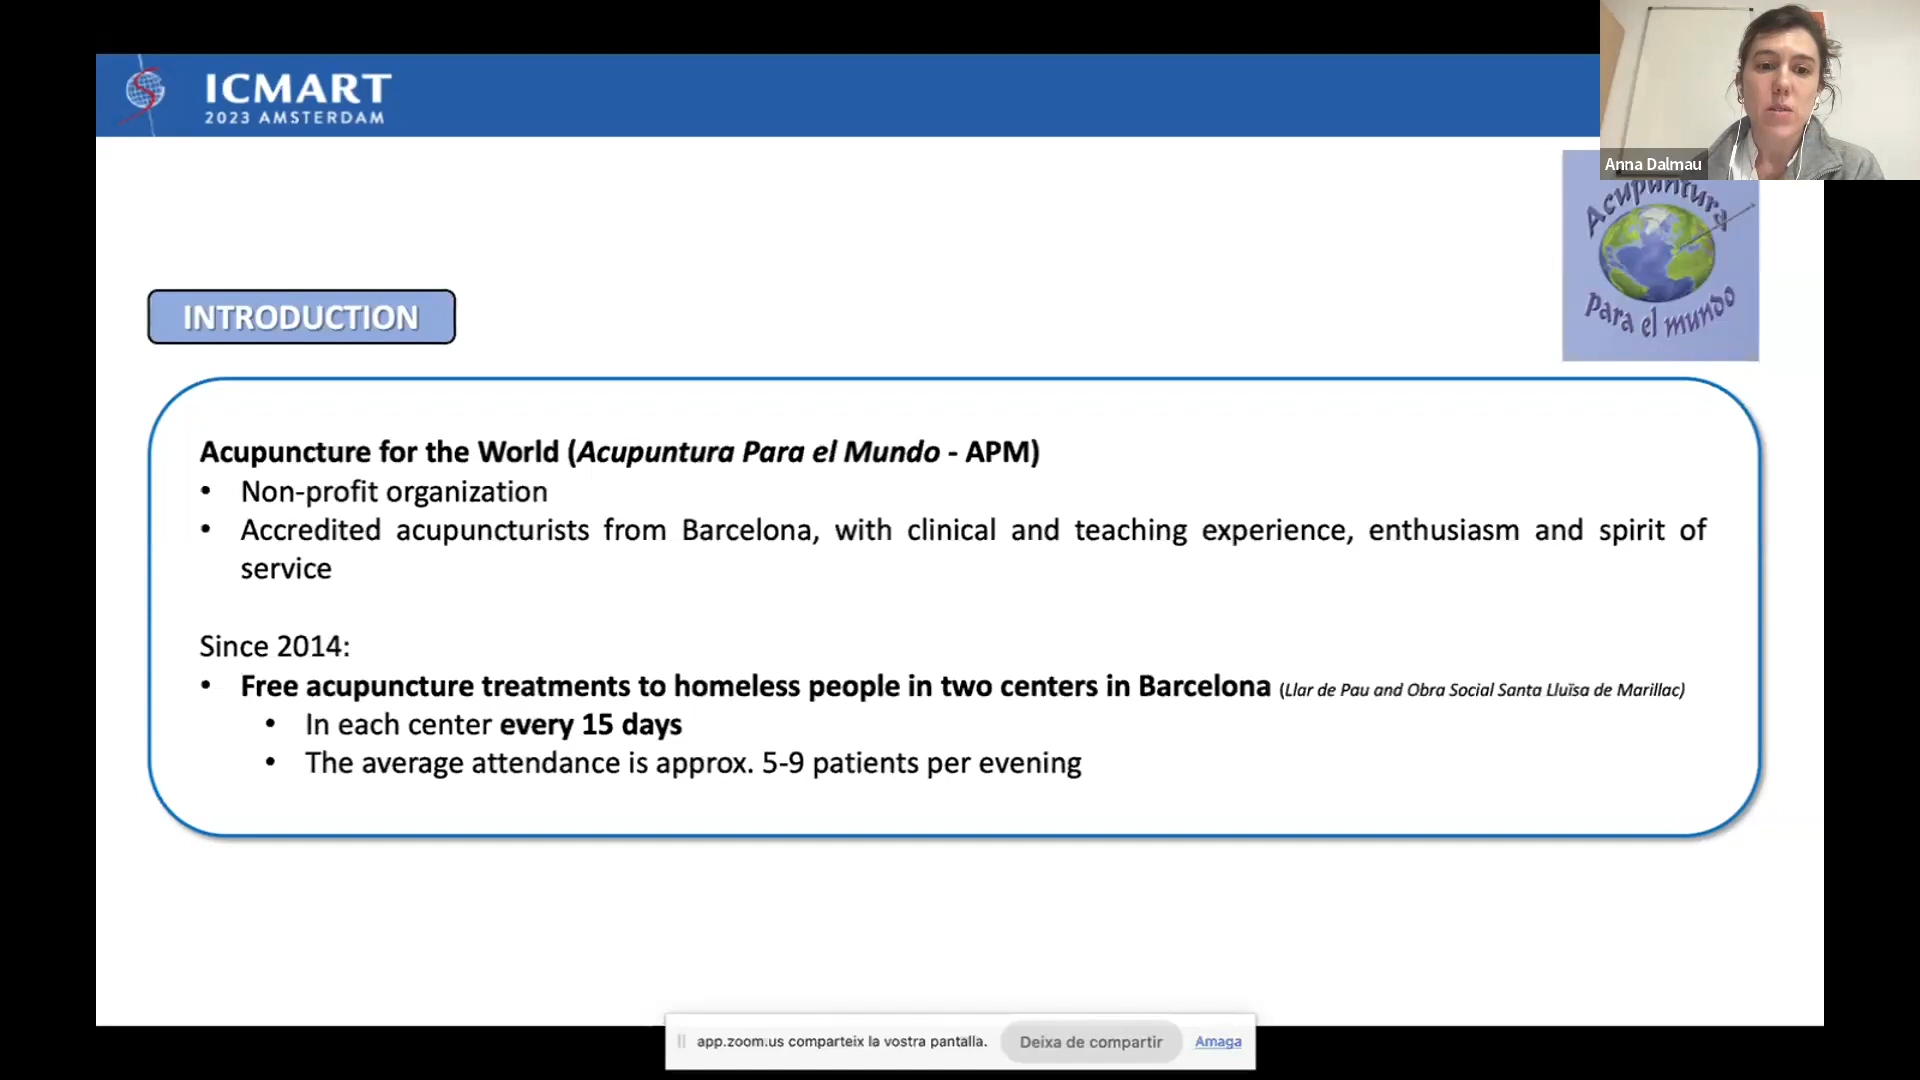 ICMART
2023 AMSTERDAM
Anna Dalmau
Acupuntura
para el mundo
INTRODUCTION
Acupuncture for the World (Acupuntura Para el Mundo - APM)
• Non-profit organization
• Accredited acupuncturists from Barcelona, with clinical and teaching experience, enthusiasm and spirit of
service
Since 2014:
• Free acupuncture treatments to homeless people in two centers in Barcelona (Llar de Pau and Obra Social Santa Lluïsa de Marillac)
• In each center every 15 days
• The average attendance is approx. 5-9 patients per evening
app.zoom.us comparteix la vostra pantalla.
Deixa de compartir
Amaga